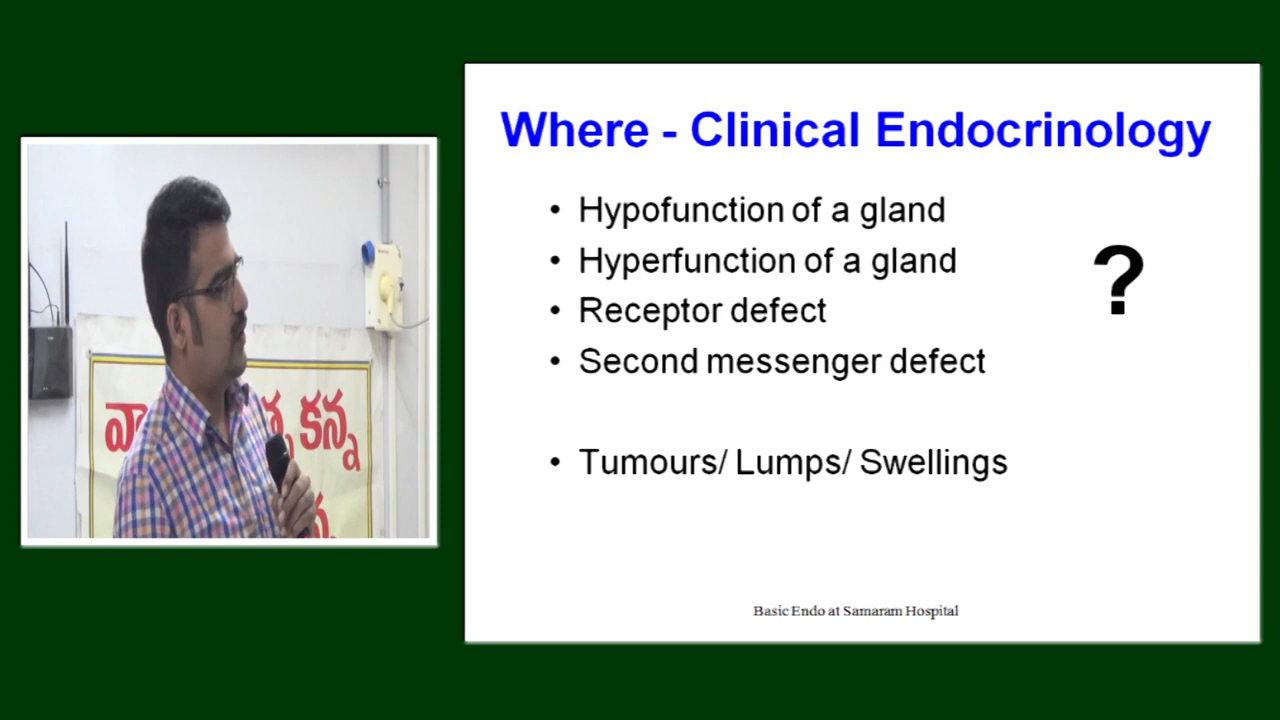 Where - Clinical Endocrinology
• Hypofunction of a gland
• Hyperfunction of a gland
• Receptor defect
• Second messenger defect
?
• Tumours/ Lumps/ Swellings
Basic Endo at Samaram Hospital
కన్న